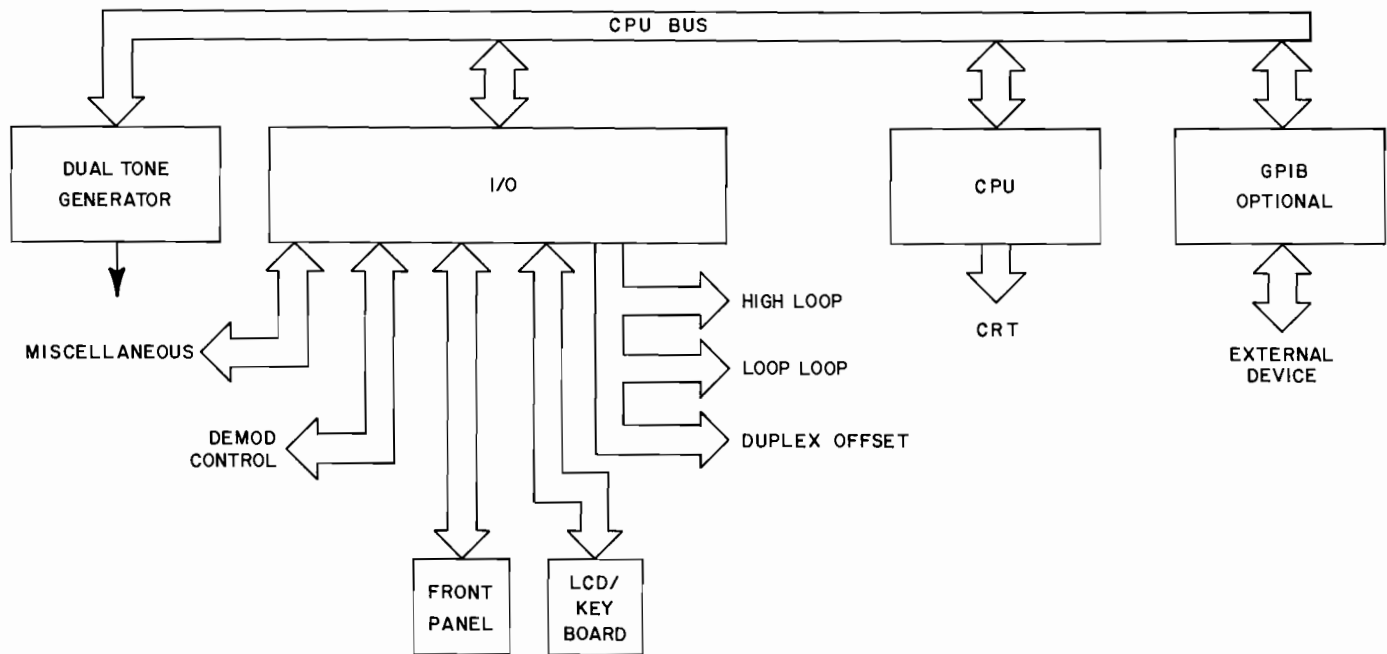 CPU BUS
DUAL TONE
GENERATOR
I/O
CPU
GPIB
OPTIONAL
HIGH LOOP
MISCELLANEOUS
LOOP LOOP
CRT
EXTERNAL
DEVICE
DEMOD
CONTROL
DUPLEX OFFSET
FRONT
PANEL
LCD/
KEY
BOARD